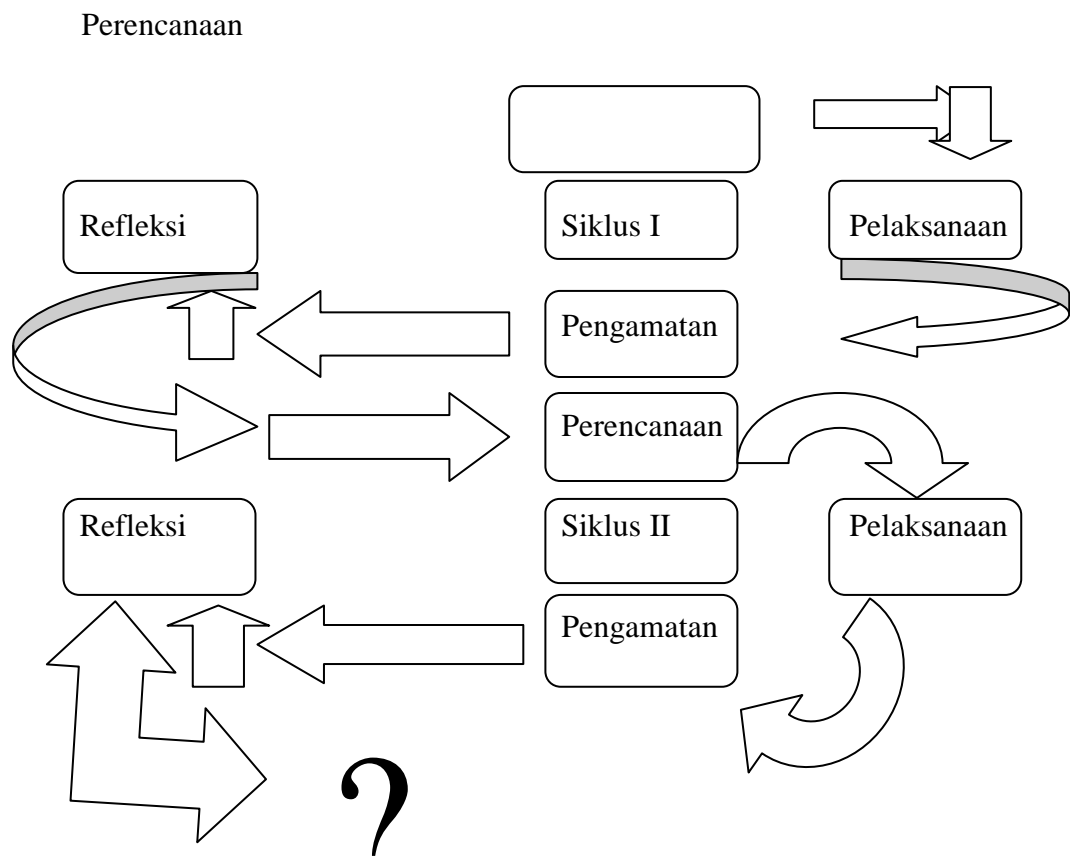 Perencanaan
Refleksi
Siklus I
Pelaksanaan
Pengamatan
Perencanaan
Refleksi
Siklus II
Pelaksanaan
Pengamatan
?